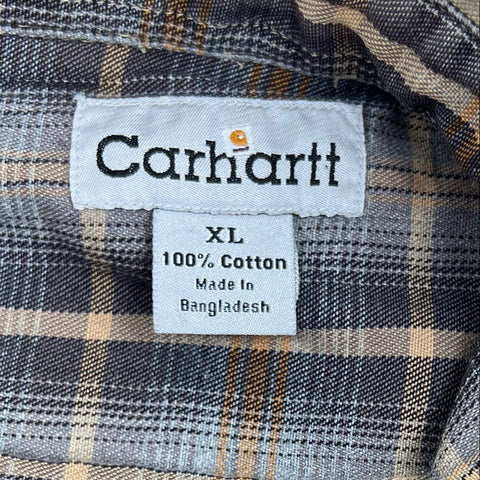 Carhartt
XL
100% Cotton
Made In
Bangladesh